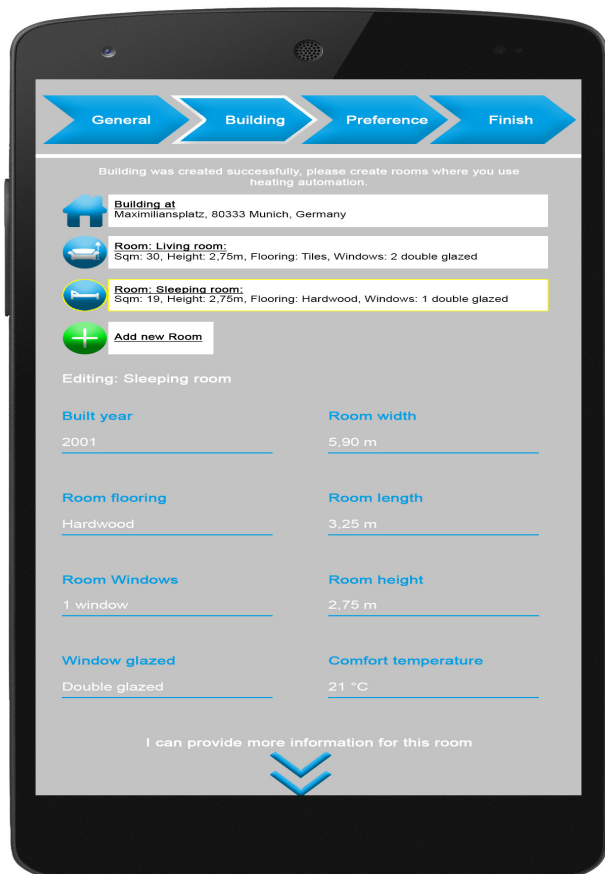 General Building Preference Finish
Building was created successfully, please create rooms where you use
heating automation.
Building at
Maximiliansplatz, 80333 Munich, Germany
Room: Living room:
Sqm: 30, Height: 2,75m, Flooring: Tiles, Windows: 2 double glazed
Room: Sleeping room:
Sqm: 19, Height: 2,75m, Flooring: Hardwood, Windows: 1 double glazed
Add new Room
Editing: Sleeping room
Built year Room width
2001 5,90 m
Room flooring Room length
Hardwood 3,25 m
Room Windows Room height
1 window 2,75 m
Window glazed Comfort temperature
Double glazed 21 °C
I can provide more information for this room